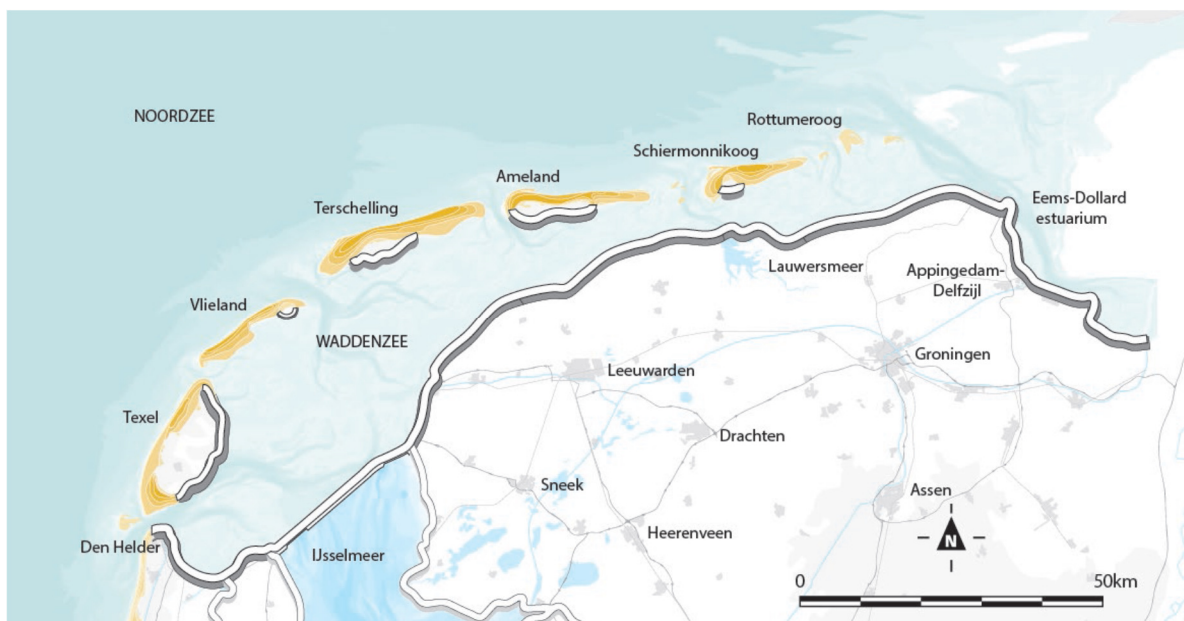 NOORDZEE
Rottumeroog
Schiermonnikoog
Ameland
Eems-Dollard
estuarium
Terschelling
Lauwersmeer
Appingedam-
Delfzijl
Vlieland
WADDENZEE
Groningen
Leeuwarden
Texel
Drachten
Sneek
Assen
Heerenveen
Den Helder
IJsselmeer
N
0
50km